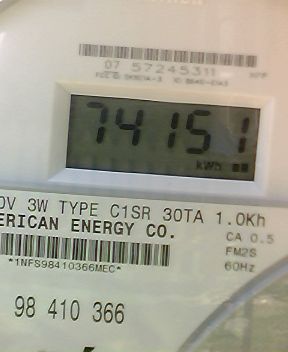 07 57245311
74151
kWh
0V 3W TYPE C1SR 30TA 1.0Kh
ERICAN ENERGY CO.
CA 0.5
FM2S
*1NFS98410366MEC*
60Hz
98 410 366